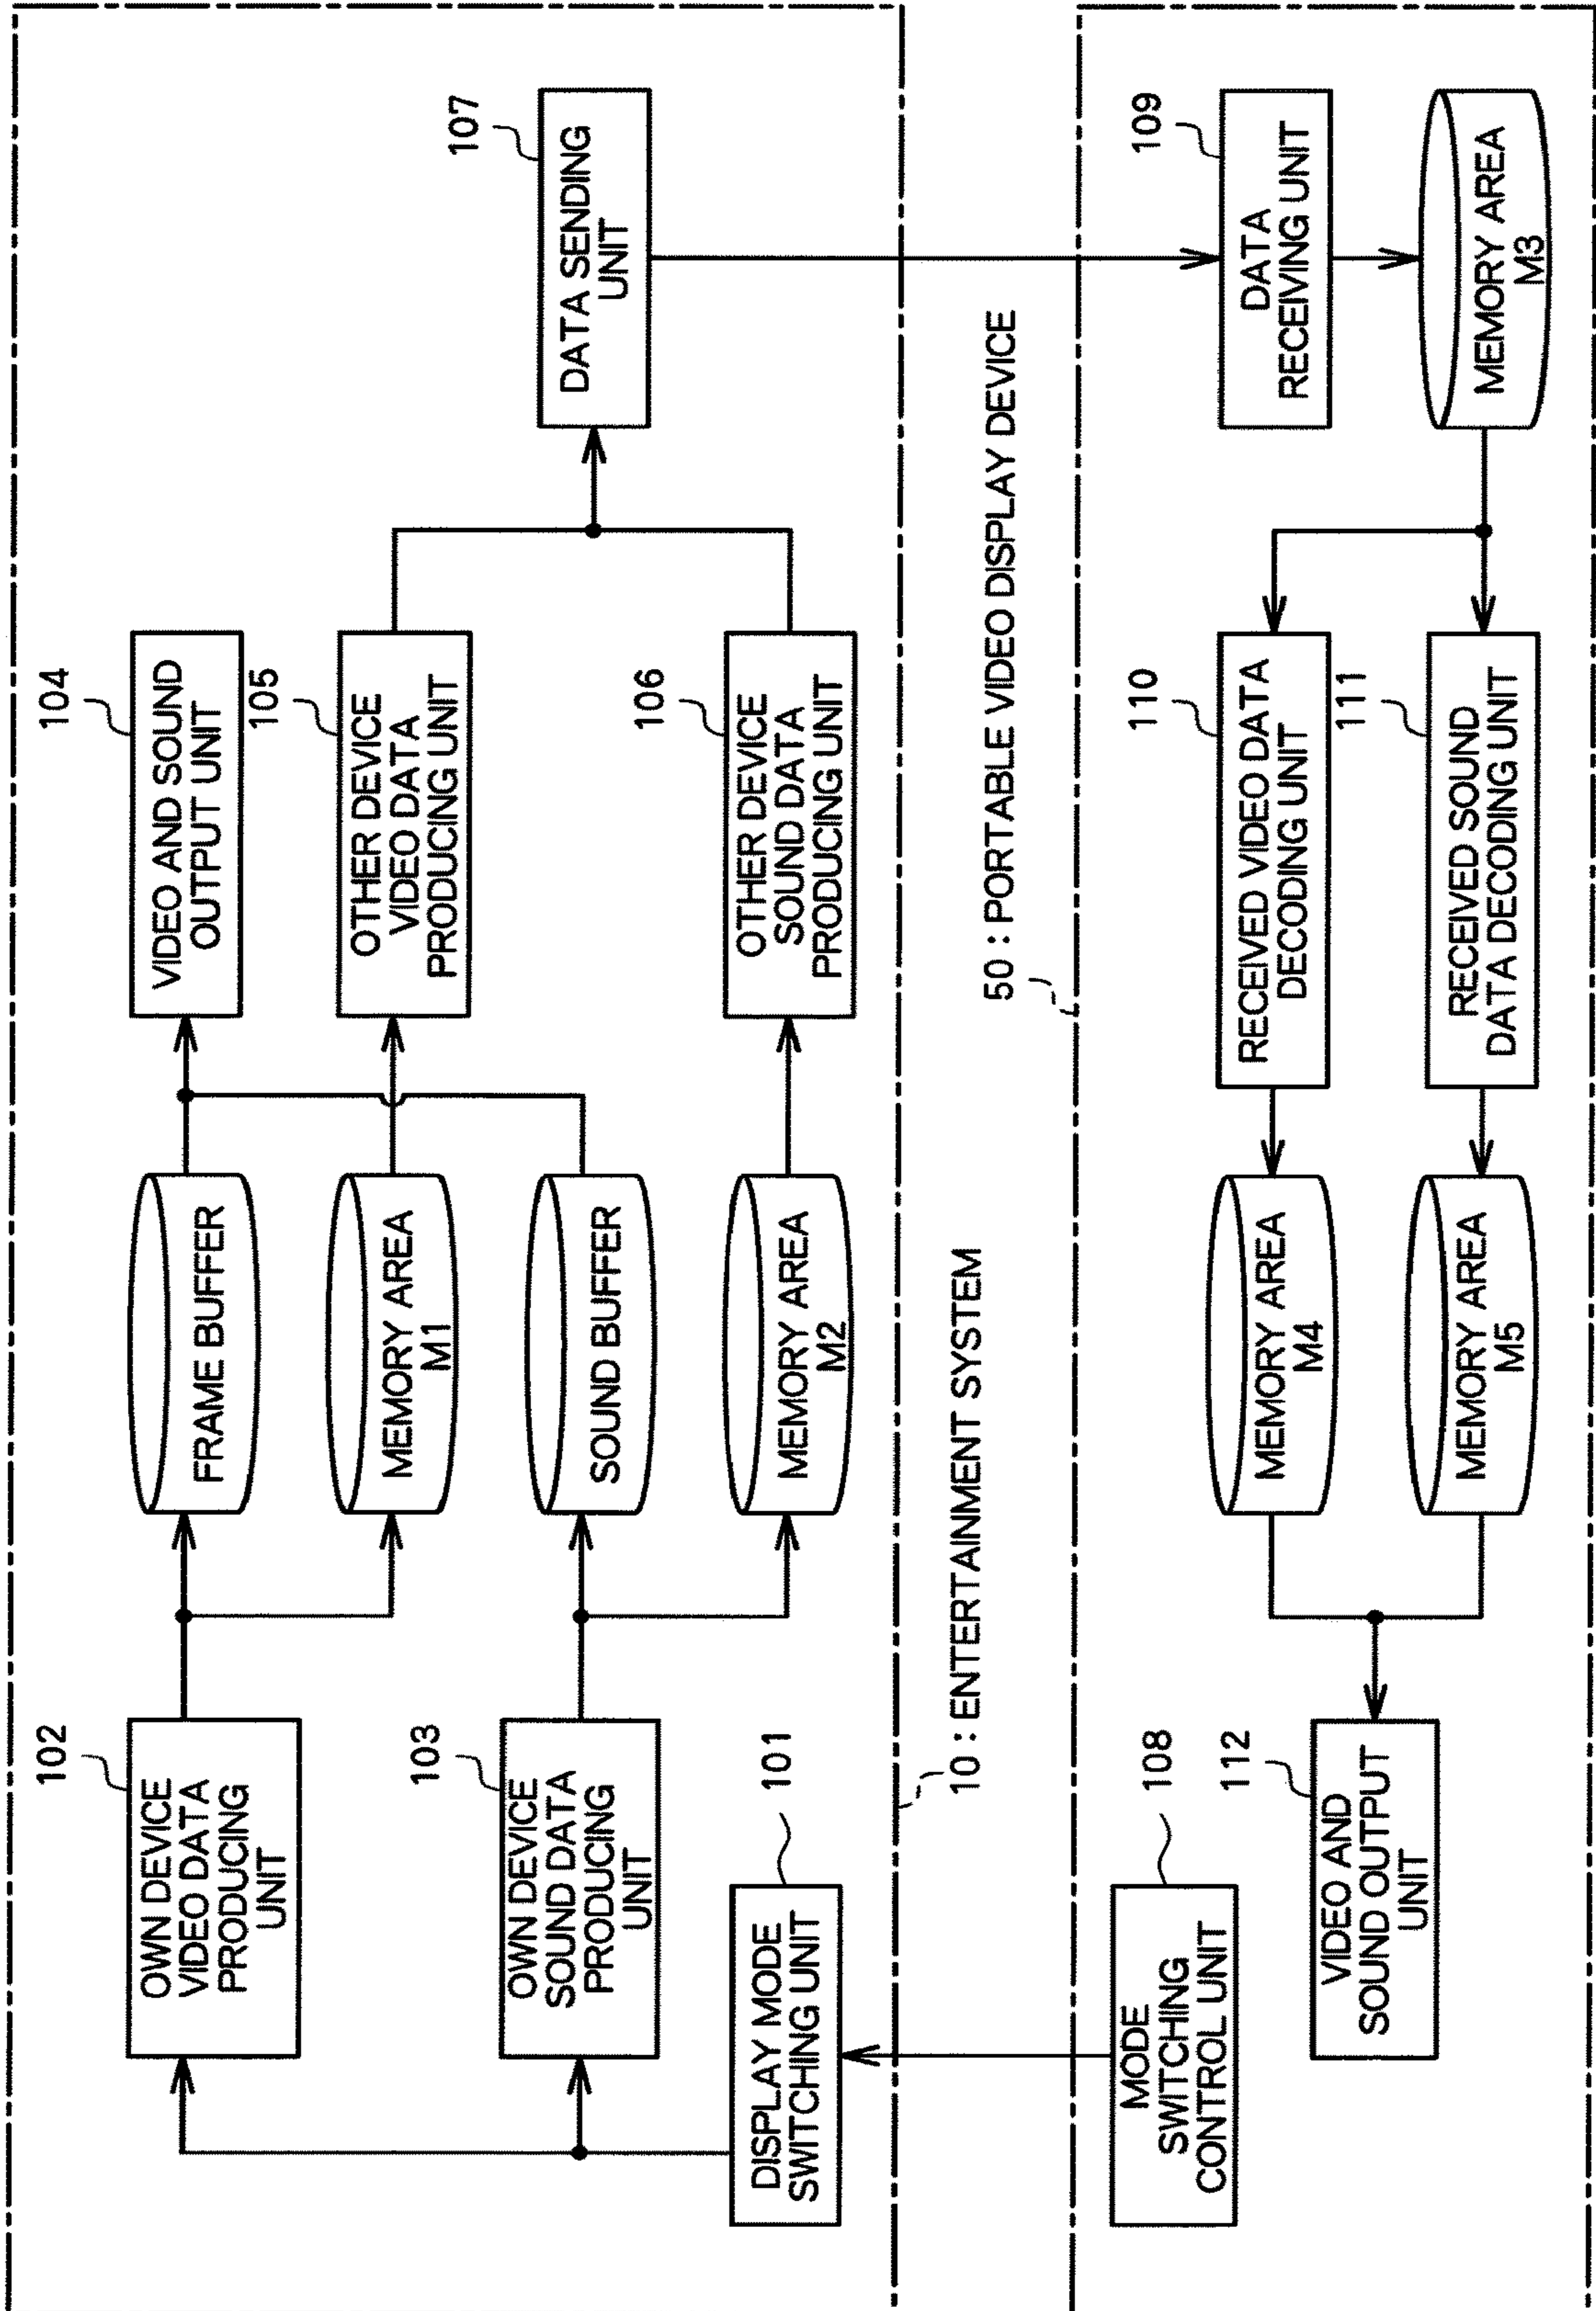 102
OWN DEVICE
VIDEO DATA
PRODUCING
UNIT
FRAME BUFFER
104
VIDEO AND SOUND
OUTPUT UNIT
MEMORY AREA
M1
105
OTHER DEVICE
VIDEO DATA
PRODUCING UNIT
107
DATA SENDING
UNIT
103
OWN DEVICE
SOUND DATA
PRODUCING
UNIT
SOUND BUFFER
101
DISPLAY MODE
SWITCHING UNIT
MEMORY AREA
M2
106
OTHER DEVICE
SOUND DATA
PRODUCING UNIT
10 : ENTERTAINMENT SYSTEM
50 : PORTABLE VIDEO DISPLAY DEVICE
108
MODE
SWITCHING
CONTROL UNIT
112
VIDEO AND
SOUND OUTPUT
UNIT
MEMORY AREA
M4
110
RECEIVED VIDEO DATA
DECODING UNIT
109
DATA
RECEIVING UNIT
MEMORY AREA
M5
111
RECEIVED SOUND
DATA DECODING UNIT
MEMORY AREA
M3